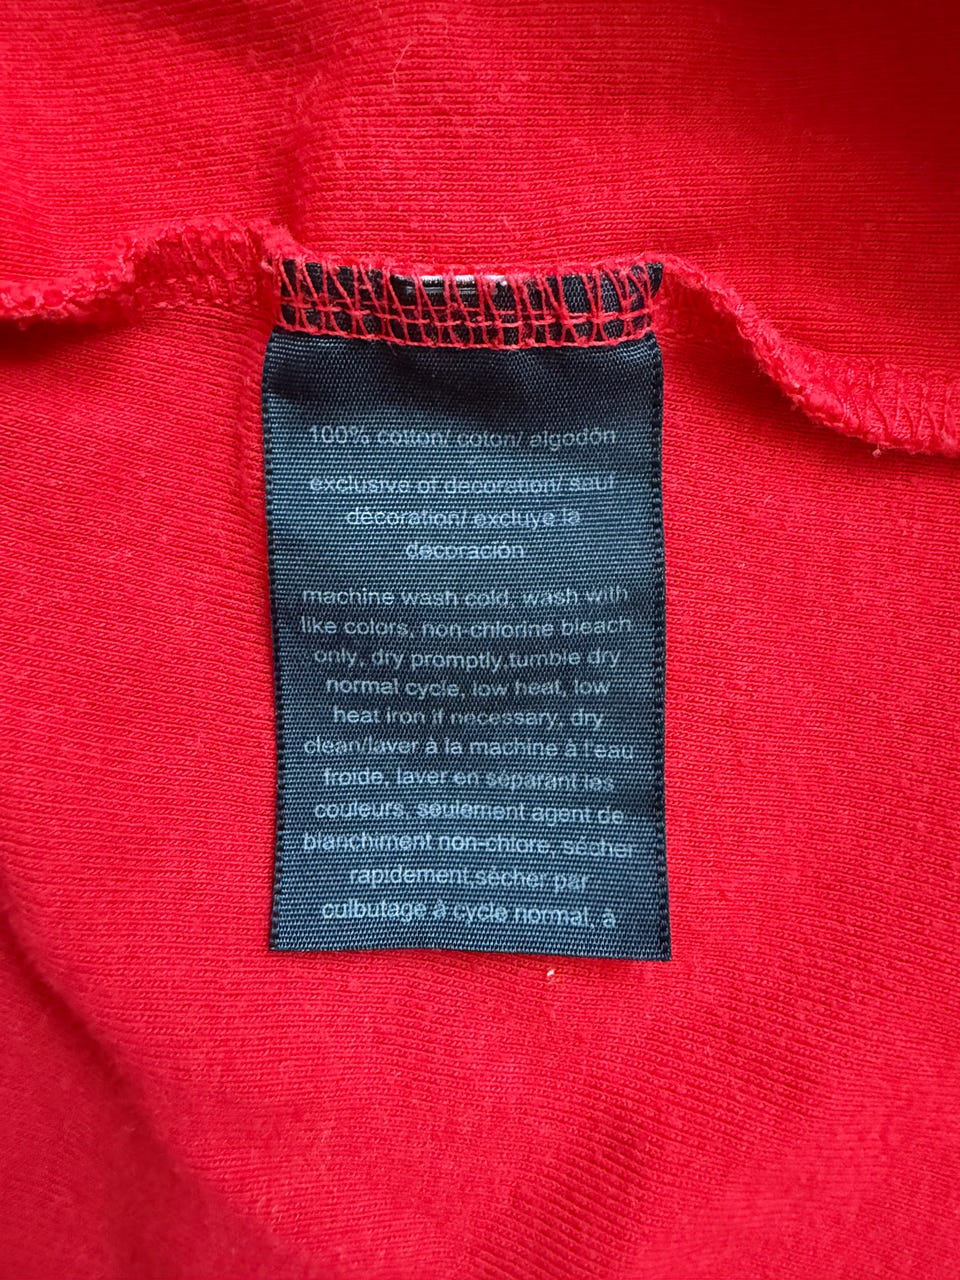 100% cotton/ coton/ algodón
exclusive of decoration/ sauf
décoration/ excluye la
decoración
machine wash cold, wash with
like colors, non-chlorine bleach
only, dry promptly,tumble dry
normal cycle, low heat, low
heat iron if necessary, dry
clean/laver à la machine à l'eau
froide, laver en séparant les
couleurs, seulement agent de
blanchiment non-chlore, sécher
rapidement,sécher par
culbutage à cycle normal, à